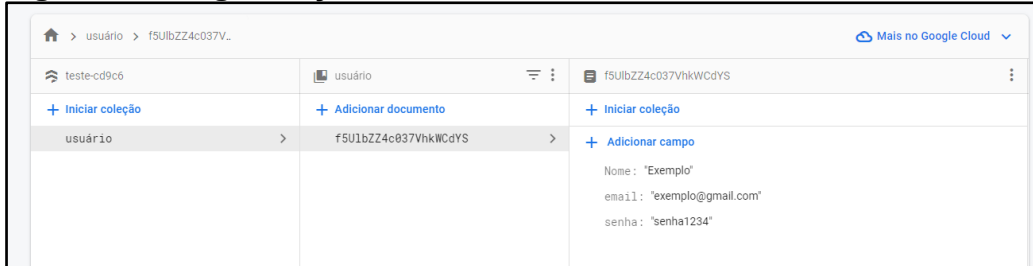 usuário > f5UlbZZ4c037V..
Mais no Google Cloud
teste-cd9c6
usuário
f5UlbZZ4c037VhkWCdYS
+ Iniciar coleção
+ Adicionar documento
+ Iniciar coleção
usuário
f5UlbZZ4c037VhkWCdYS
+ Adicionar campo
Nome: "Exemplo"
email: "exemplo@gmail.com"
senha: "senha1234"